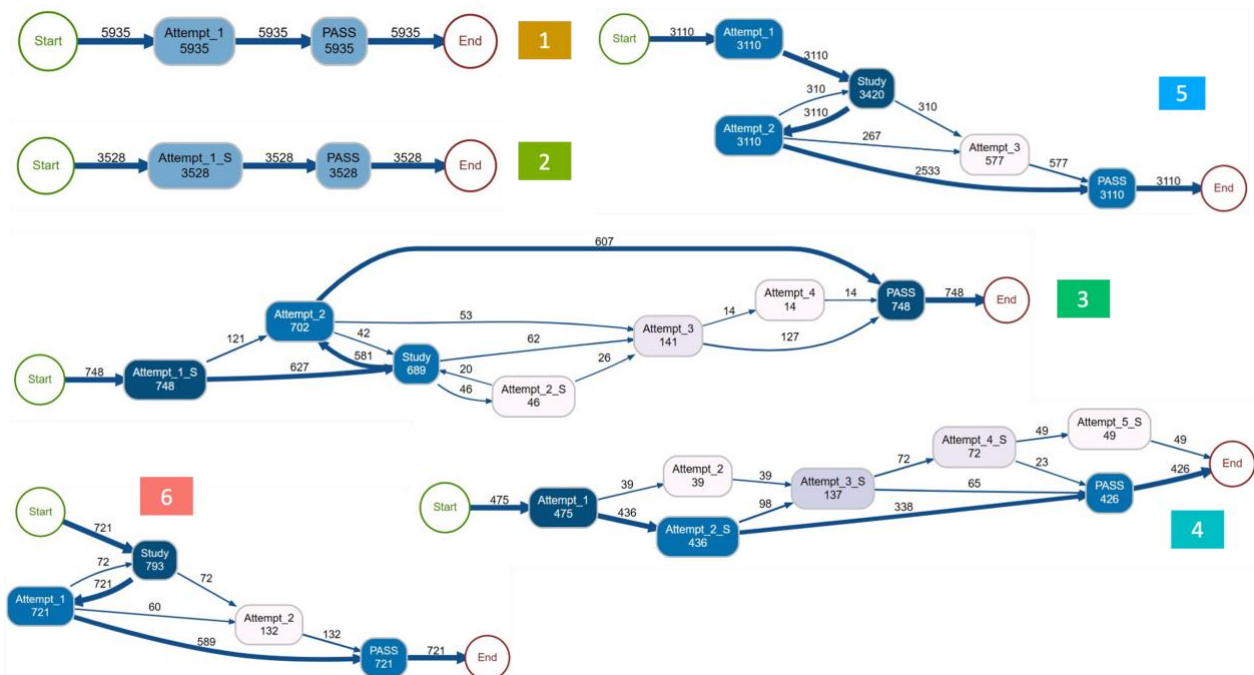 Start
5935
Attempt_1
5935
5935
PASS
5935
5935
End
1
Start
3528
Attempt_1_S
3528
3528
PASS
3528
3528
End
2
Start
3110
Attempt_1
3110
3110
Study
3420
310
3110
310
Attempt_2
3110
267
2533
Attempt_3
577
577
PASS
3110
3110
End
5
Start
748
Attempt_1_S
748
121
627
Attempt_2
702
607
53
42
581
Study
689
62
20
46
Attempt_2_S
46
26
Attempt_3
141
14
127
Attempt_4
14
14
PASS
748
748
End
3
Start
475
Attempt_1
475
39
436
Attempt_2
39
39
Attempt_2_S
436
98
338
Attempt_3_S
137
72
65
Attempt_4_S
72
49
23
Attempt_5_S
49
49
PASS
426
426
End
4
6
Start
721
Study
793
72
721
72
Attempt_1
721
60
589
Attempt_2
132
132
PASS
721
721
End